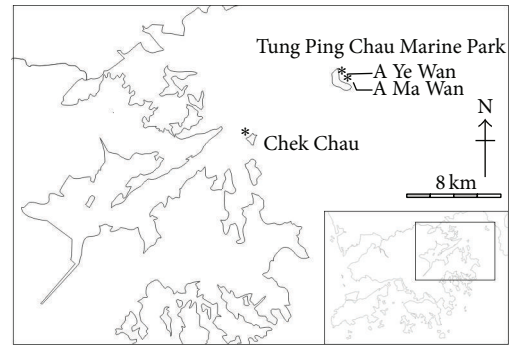 Tung Ping Chau Marine Park
A Ye Wan
A Ma Wan
N
Chek Chau
8 km